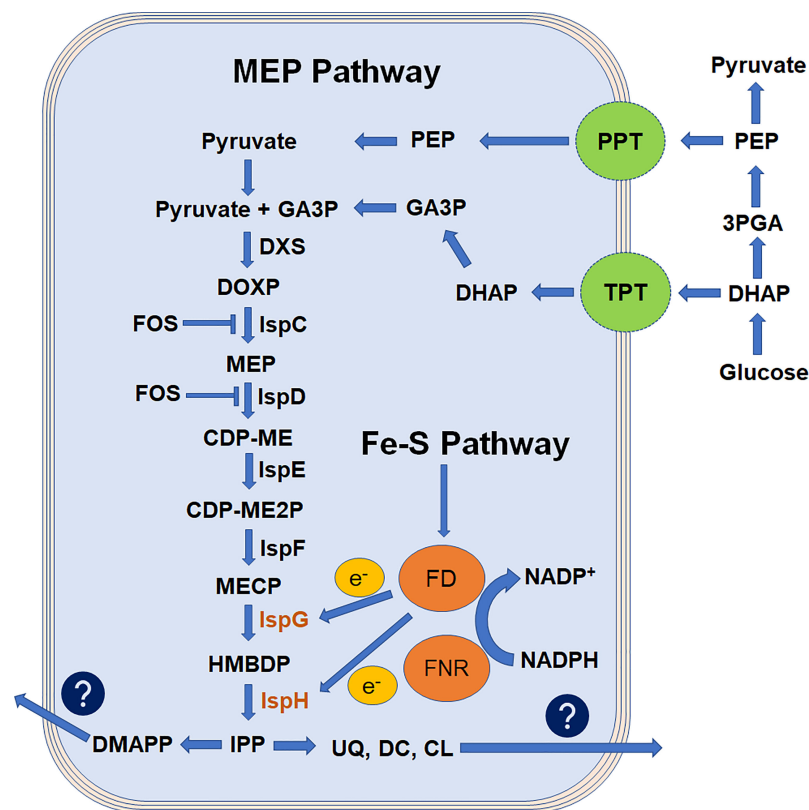 MEP Pathway
Pyruvate
Pyruvate
PEP
PPT
PEP
Pyruvate + GA3P
GA3P
3PGA
DXS
DOXP
DHAP
TPT
DHAP
FOS
IspC
MEP
Glucose
FOS
IspD
CDP-ME
Fe-S Pathway
IspE
CDP-ME2P
IspF
MECP
e-
FD
NADP+
IspG
HMBDP
FNR
NADPH
e-
IspH
?
?
DMAPP
IPP
UQ, DC, CL